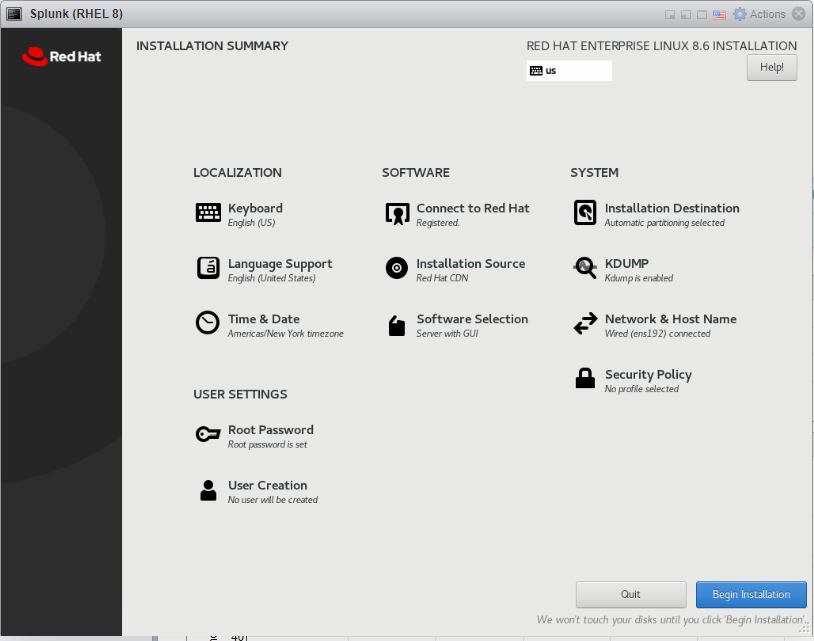 Splunk (RHEL 8)
Actions
Red Hat
INSTALLATION SUMMARY
RED HAT ENTERPRISE LINUX 8.6 INSTALLATION
us
Help!
LOCALIZATION
Keyboard
English (US)
Language Support
English (United States)
Time & Date
Americas/New York timezone
USER SETTINGS
Root Password
Root password is set
User Creation
No user will be created
SOFTWARE
Connect to Red Hat
Registered.
Installation Source
Red Hat CDN
Software Selection
Server with GUI
SYSTEM
Installation Destination
Automatic partitioning selected
KDUMP
Kdump is enabled
Network & Host Name
Wired (ens192) connected
Security Policy
No profile selected
Quit
Begin Installation
We won't touch your disks until you click 'Begin Installation'.
40